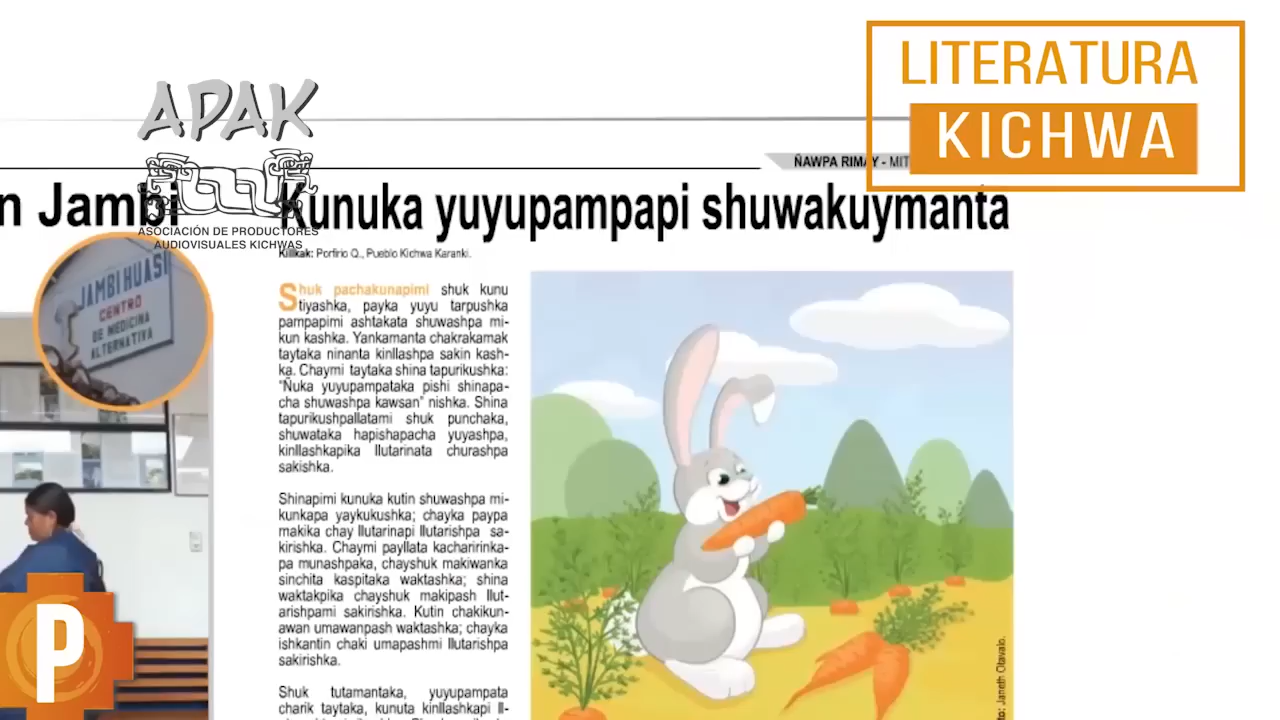 LITERATURA
KICHWA
APAK
ASOCIACIÓN DE PRODUCTORES
AUDIOVISUALES KICHWAS
ÑAWPA RIMAY - MIT
n Jambi
Kunuka yuyupampapi shuwakuymanta
Killkak: Porfirio Q., Pueblo Kichwa Karanki.
JAMBI HUASI
CENTRO
DE MEDICINA
ALTERNATIVA
Shuk pachakunapimi shuk kunu
tiyashka, payka yuyu tarpushka
pampapimi ashtakata shuwashpa mi-
kun kashka. Yankamanta chakrakamak
taytaka ninanta kinllashpa sakin kash-
ka. Chaymi taytaka shina tapurikushka:
"Ñuka yuyupampataka pishi shinapa-
cha shuwashpa kawsan" nishka. Shina
tapurikushpallatami shuk punchaka,
shuwataka hapishapacha yuyashpa,
kinllashkapika llutarinata churashpa
sakishka.
Shinapimi kunuka kutin shuwashpa mi-
kunkapa yaykukushka; chayka paypa
makika chay llutarinapi llutarishpa sa-
kirishka. Chaymi payllata kacharirinka-
pa munashpaka, chayshuk makiwanka
sinchita kaspitaka waktashka; shina
waktakpika chayshuk makipash llut-
arishpami sakirishka. Kutin chakikun-
awan umawanpash waktashka; chayka
ishkantin chaki umapashmi llutarishpa
sakirishka.
Shuk tutamantaka, yuyupampata
charik taytaka, kunuta kinllashkapi ll-
to: Janeth Otavalo.
P